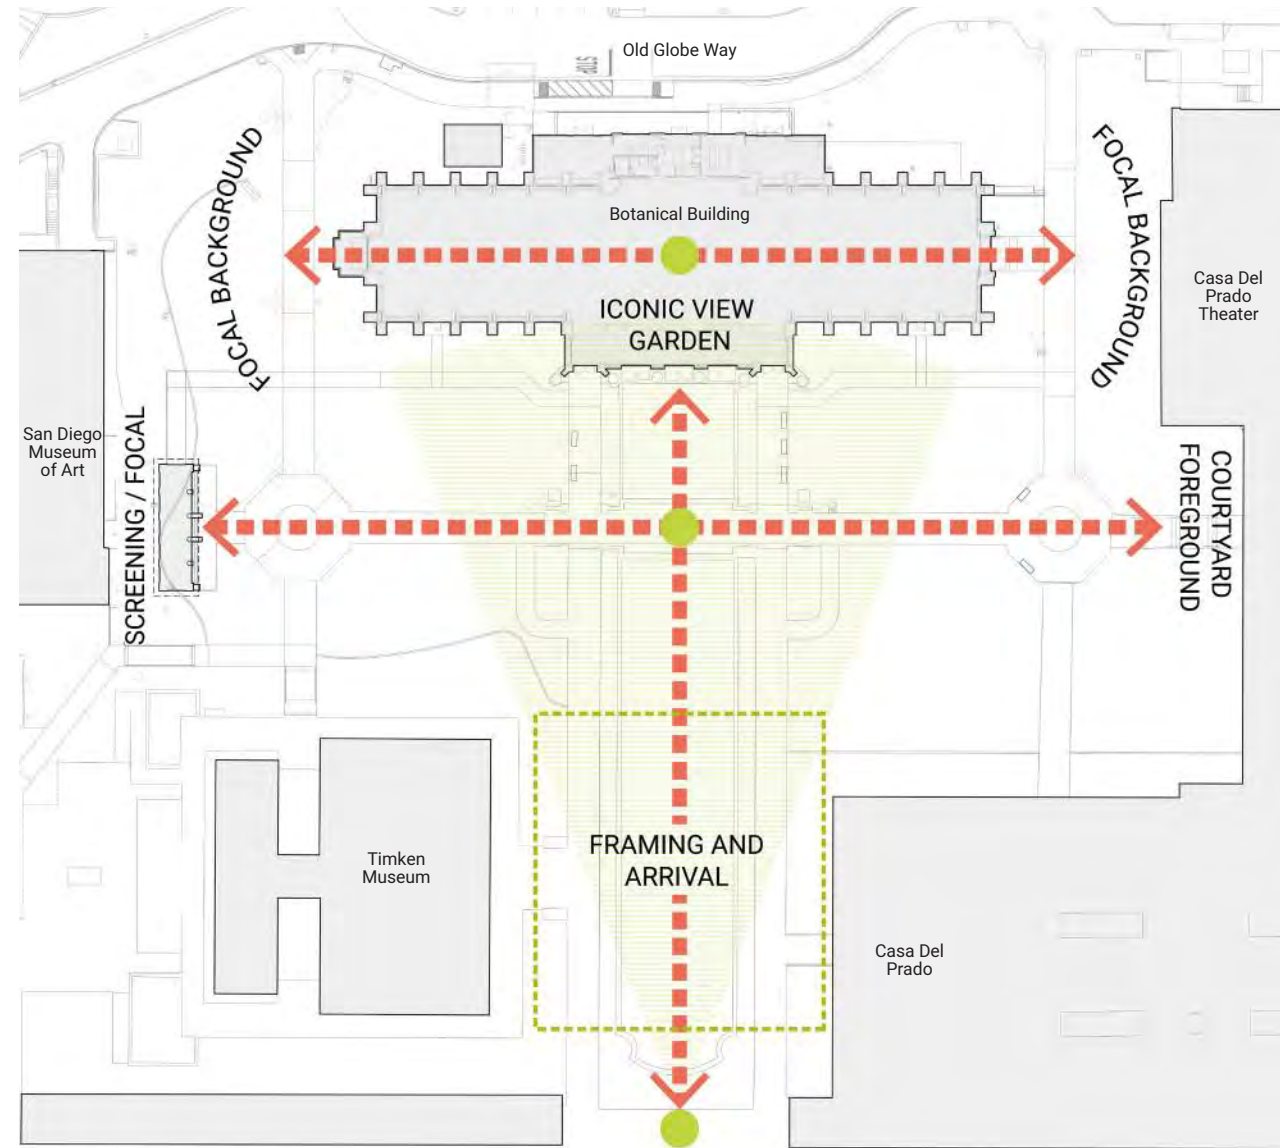 Old Globe Way
STOP
FOCAL BACKGROUND
FOCAL BACKGROUND
Botanical Building
ICONIC VIEW
GARDEN
Casa Del
Prado
Theater
San Diego
Museum
of Art
SCREENING / FOCAL
COURTYARD
FOREGROUND
FRAMING AND
ARRIVAL
Timken
Museum
Casa Del
Prado